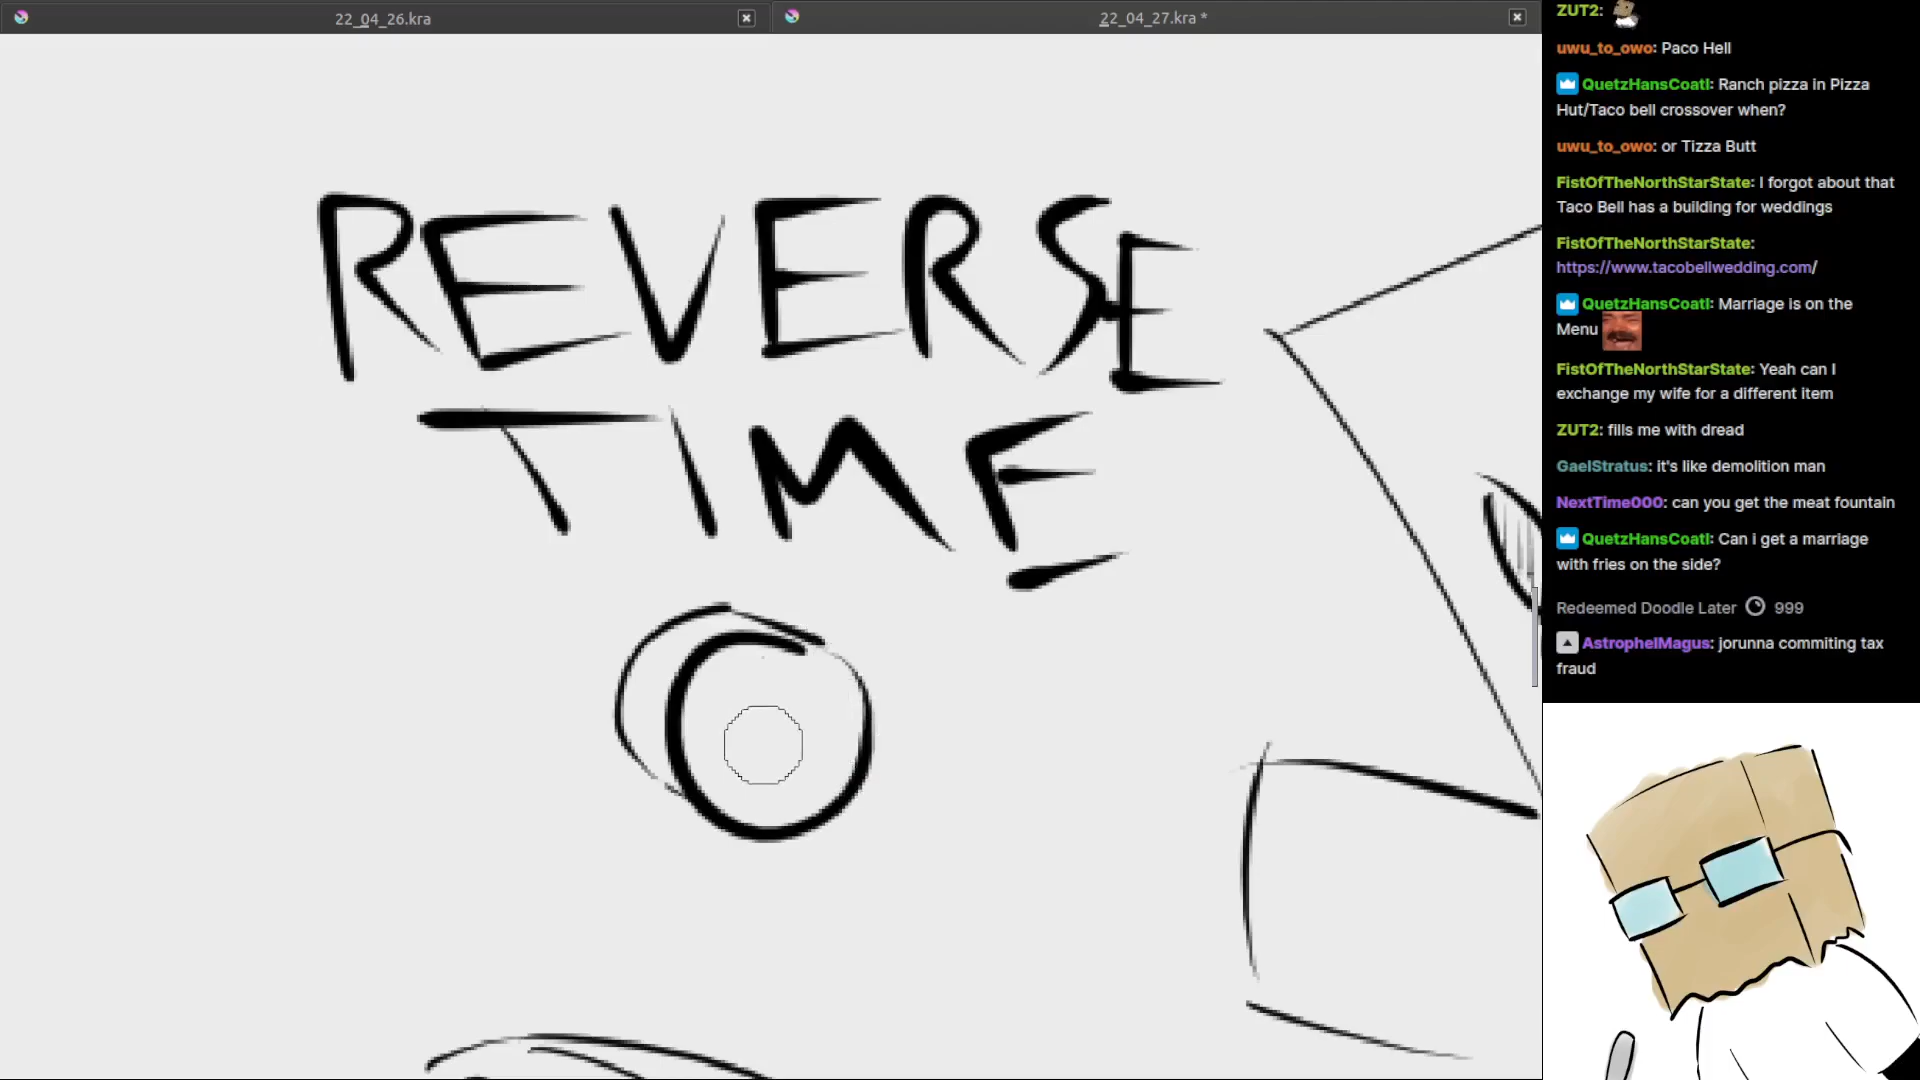 22_04_26.kra
22_04_27.kra *
REVERSE
TIME
ZUT2:
uwu_to_owo: Paco Hell
QuetzHansCoatl: Ranch pizza in Pizza
Hut/Taco bell crossover when?
uwu_to_owo: or Tizza Butt
FistOfTheNorthStarState: I forgot about that
Taco Bell has a building for weddings
FistOfTheNorthStarState:
https://www.tacobellwedding.com/
QuetzHansCoatl: Marriage is on the
Menu
FistOfTheNorthStarState: Yeah can I
exchange my wife for a different item
ZUT2: fills me with dread
GaelStratus: it's like demolition man
NextTime000: can you get the meat fountain
QuetzHansCoatl: Can i get a marriage
with fries on the side?
Redeemed Doodle Later 999
AstrophelMagus: jorunna commiting tax
fraud